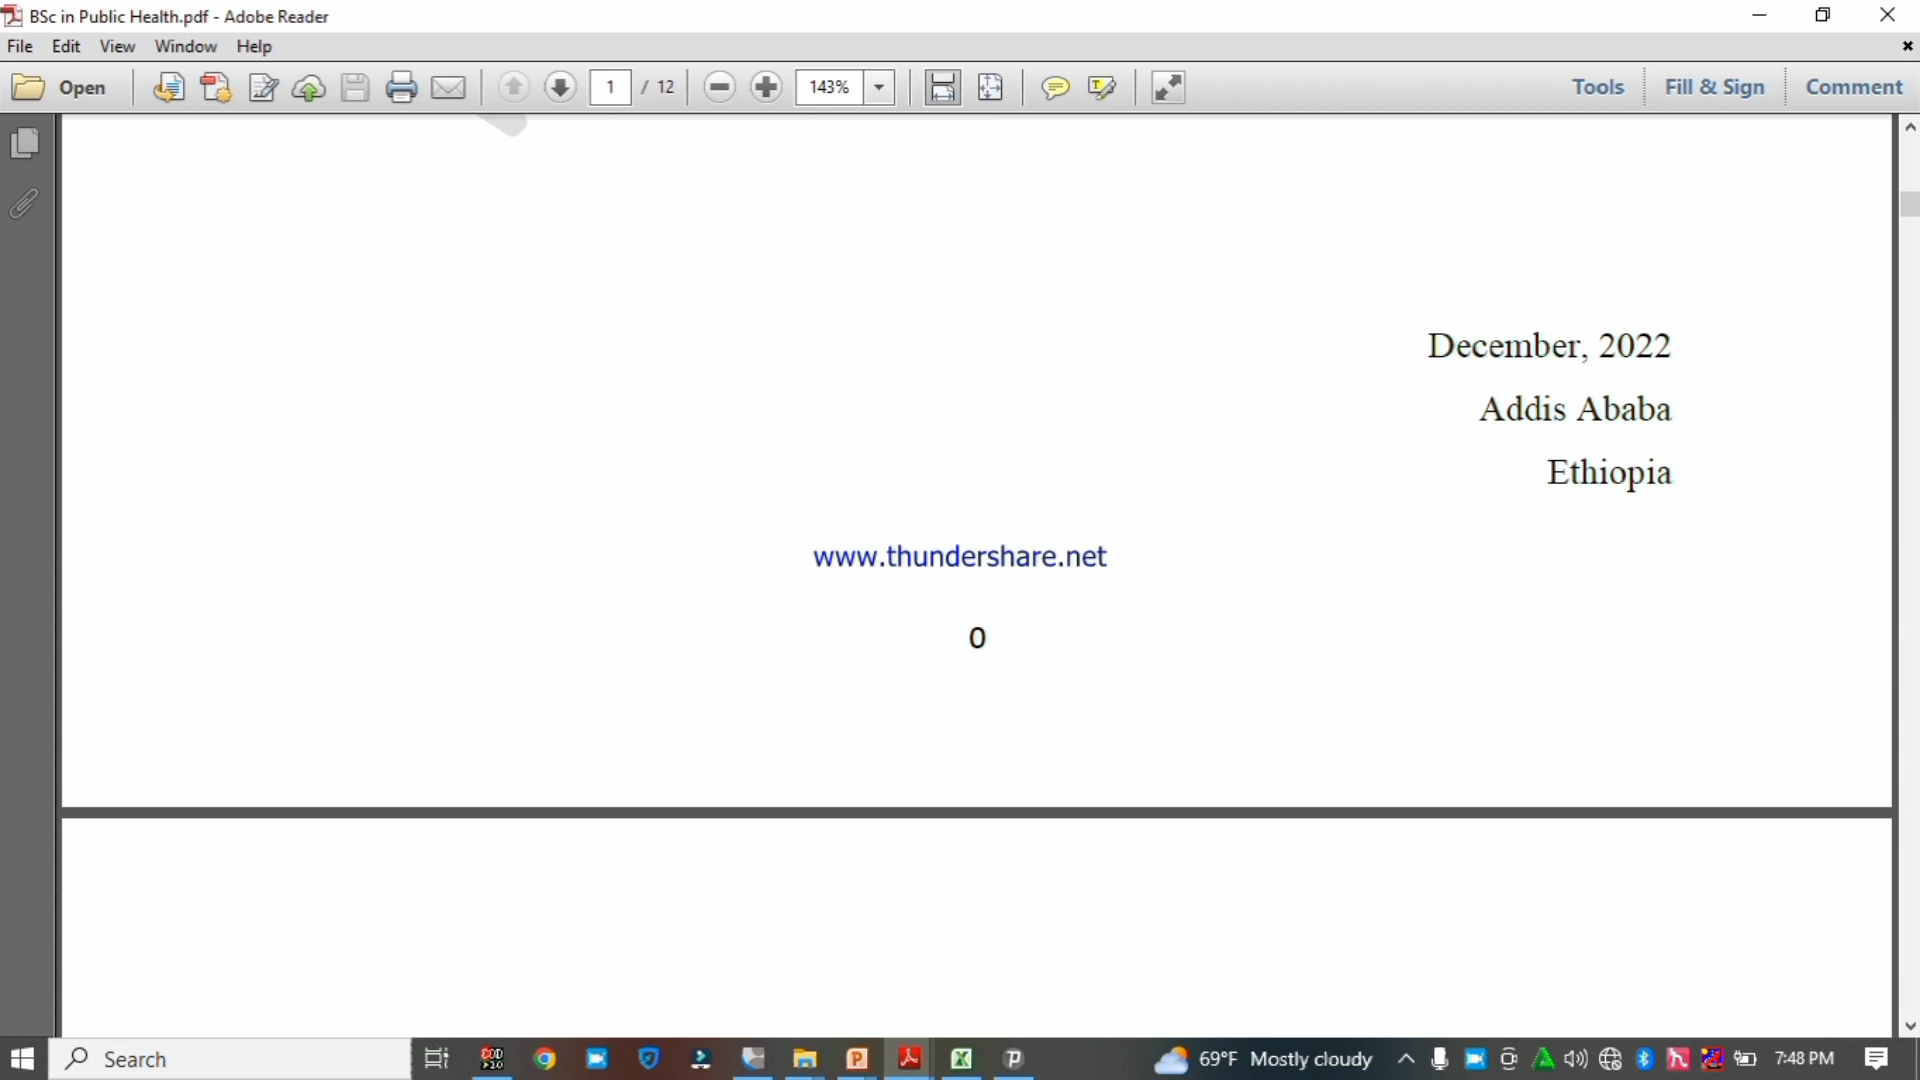 BSc in Public Health.pdf - Adobe Reader
File Edit View Window Help
Open 1 / 12 143% Tools Fill & Sign Comment
December, 2022
Addis Ababa
Ethiopia
www.thundershare.net
0
Search 69°F Mostly cloudy 7:48 PM